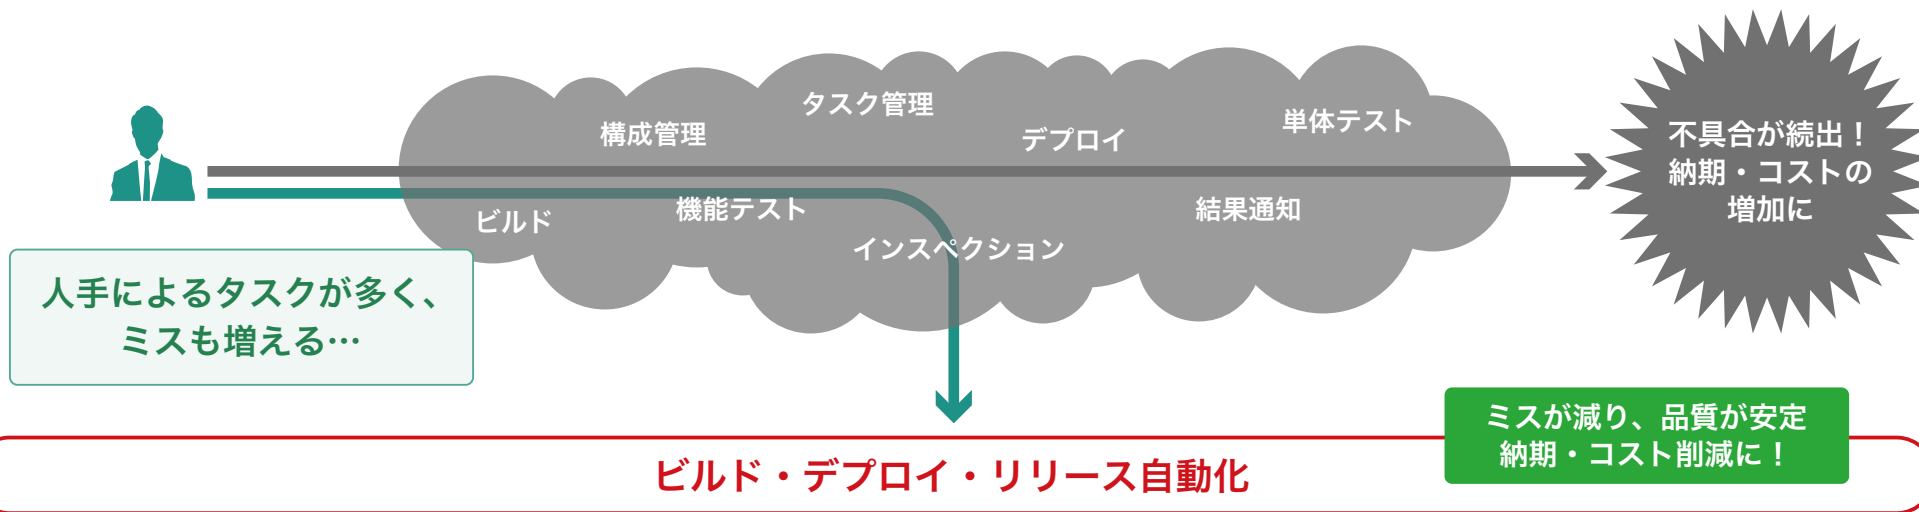 タスク管理
構成管理
デプロイ
単体テスト
不具合が続出！
納期・コストの
増加に
ビルド
機能テスト
インスペクション
結果通知
人手によるタスクが多く、
ミスも増える…
ミスが減り、品質が安定
納期・コスト削減に！
ビルド・デプロイ・リリース自動化